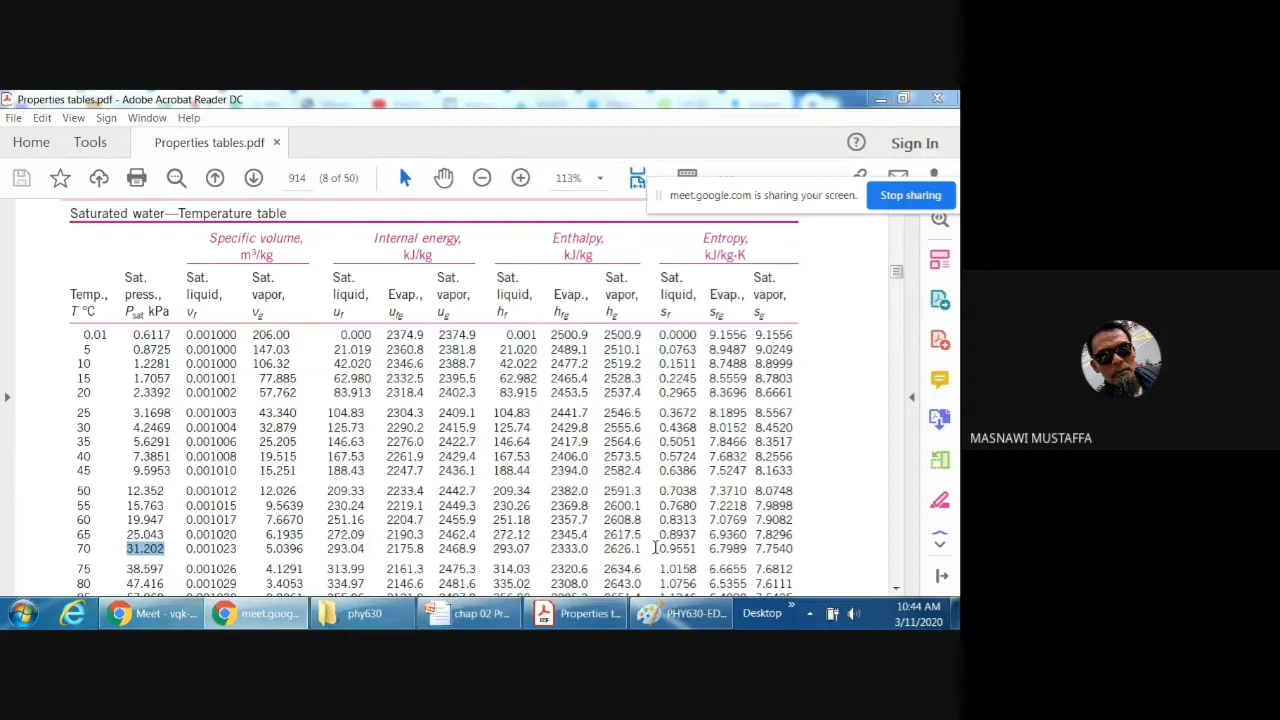 Properties tables.pdf - Adobe Acrobat Reader DC
File Edit View Sign Window Help
Home Tools Properties tables.pdf × Sign In
914 (8 of 50) 113%
meet.google.com is sharing your screen. Stop sharing
Saturated water—Temperature table
Specific volume, Internal energy, Enthalpy, Entropy,
m³/kg kJ/kg kJ/kg kJ/kg·K
Sat. Sat. Sat. Sat. Sat. Sat. Sat. Sat. Sat.
Temp., press., liquid, vapor, liquid, Evap., vapor, liquid, Evap., vapor, liquid, Evap., vapor,
T °C Psat kPa vf vg uf ufg ug hf hfg hg sf sfg sg
0.01 0.6117 0.001000 206.00 0.000 2374.9 2374.9 0.001 2500.9 2500.9 0.0000 9.1556 9.1556
5 0.8725 0.001000 147.03 21.019 2360.8 2381.8 21.020 2489.1 2510.1 0.0763 8.9487 9.0249
10 1.2281 0.001000 106.32 42.020 2346.6 2388.7 42.022 2477.2 2519.2 0.1511 8.7488 8.8999
15 1.7057 0.001001 77.885 62.980 2332.5 2395.5 62.982 2465.4 2528.3 0.2245 8.5559 8.7803
20 2.3392 0.001002 57.762 83.913 2318.4 2402.3 83.915 2453.5 2537.4 0.2965 8.3696 8.6661
25 3.1698 0.001003 43.340 104.83 2304.3 2409.1 104.83 2441.7 2546.5 0.3672 8.1895 8.5567
30 4.2469 0.001004 32.879 125.73 2290.2 2415.9 125.74 2429.8 2555.6 0.4368 8.0152 8.4520
35 5.6291 0.001006 25.205 146.63 2276.0 2422.7 146.64 2417.9 2564.6 0.5051 7.8466 8.3517
40 7.3851 0.001008 19.515 167.53 2261.9 2429.4 167.53 2406.0 2573.5 0.5724 7.6832 8.2556
45 9.5953 0.001010 15.251 188.43 2247.7 2436.1 188.44 2394.0 2582.4 0.6386 7.5247 8.1633
50 12.352 0.001012 12.026 209.33 2233.4 2442.7 209.34 2382.0 2591.3 0.7038 7.3710 8.0748
55 15.763 0.001015 9.5639 230.24 2219.1 2449.3 230.26 2369.8 2600.1 0.7680 7.2218 7.9898
60 19.947 0.001017 7.6670 251.16 2204.7 2455.9 251.18 2357.7 2608.8 0.8313 7.0769 7.9082
65 25.043 0.001020 6.1935 272.09 2190.3 2462.4 272.12 2345.4 2617.5 0.8937 6.9360 7.8296
70 31.202 0.001023 5.0396 293.04 2175.8 2468.9 293.07 2333.0 2626.1 0.9551 6.7989 7.7540
75 38.597 0.001026 4.1291 313.99 2161.3 2475.3 314.03 2320.6 2634.6 1.0158 6.6655 7.6812
80 47.416 0.001029 3.4053 334.97 2146.6 2481.6 335.02 2308.0 2643.0 1.0756 6.5355 7.6111
Meet - vqk-... meet.goog... phy630 chap 02 Pr... Properties t... PHY630-ED... Desktop
10:44 AM
3/11/2020
MASNAWI MUSTAFFA